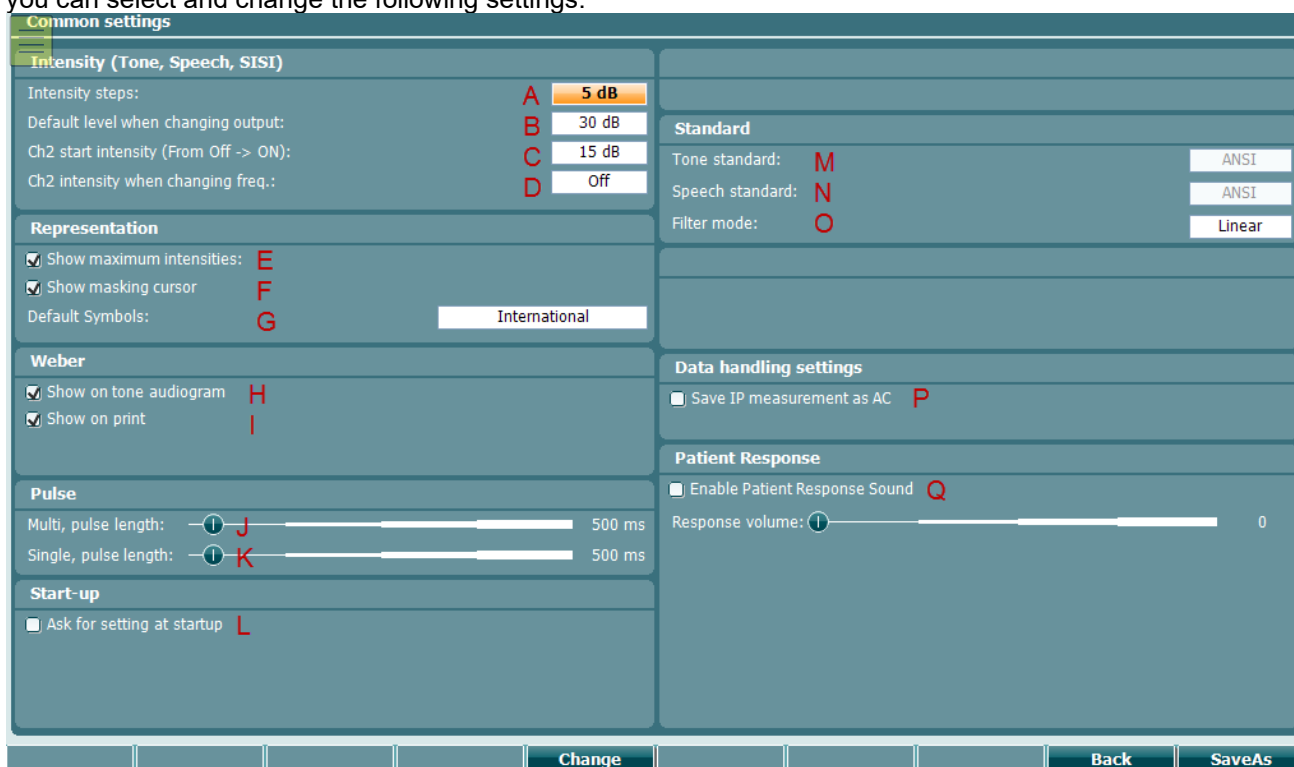 you can select and change the following settings:
Common settings
Intensity (Tone, Speech, SISI)
Intensity steps: A 5 dB
Default level when changing output: B 30 dB
Ch2 start intensity (From Off -> ON): C 15 dB
Ch2 intensity when changing freq.: D Off
Representation
Show maximum intensities: E
Show masking cursor F
Default Symbols: G International
Weber
Show on tone audiogram H
Show on print I
Pulse
Multi, pulse length: J 500 ms
Single, pulse length: K 500 ms
Start-up
Ask for setting at startup L
Standard
Tone standard: M ANSI
Speech standard: N ANSI
Filter mode: O Linear
Data handling settings
Save IP measurement as AC P
Patient Response
Enable Patient Response Sound Q
Response volume: 0
Change Back SaveAs